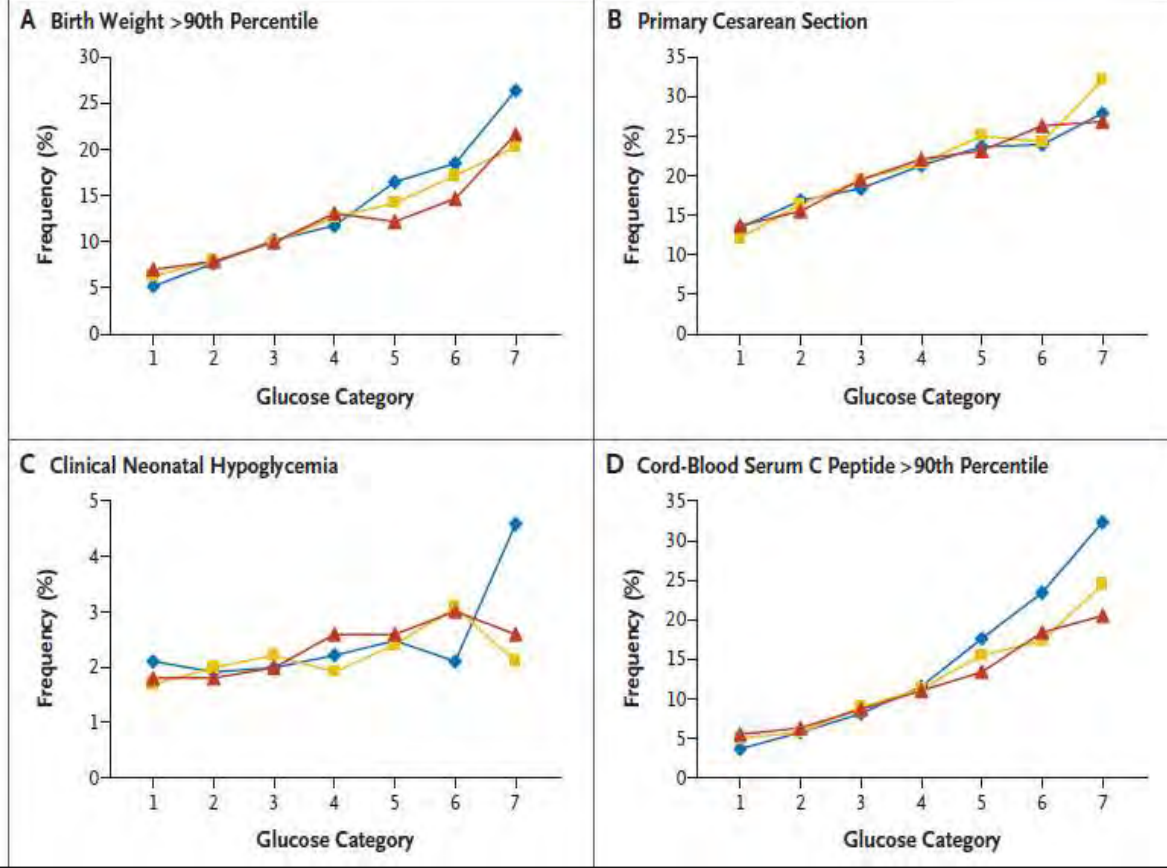 A Birth Weight >90th Percentile
30
25
20
15
10
5
0
Frequency (%)
1 2 3 4 5 6 7
Glucose Category
B Primary Cesarean Section
35
30
25
20
15
10
5
0
Frequency (%)
1 2 3 4 5 6 7
Glucose Category
C Clinical Neonatal Hypoglycemia
5
4
3
2
1
0
Frequency (%)
1 2 3 4 5 6 7
Glucose Category
D Cord-Blood Serum C Peptide >90th Percentile
35
30
25
20
15
10
5
0
Frequency (%)
1 2 3 4 5 6 7
Glucose Category